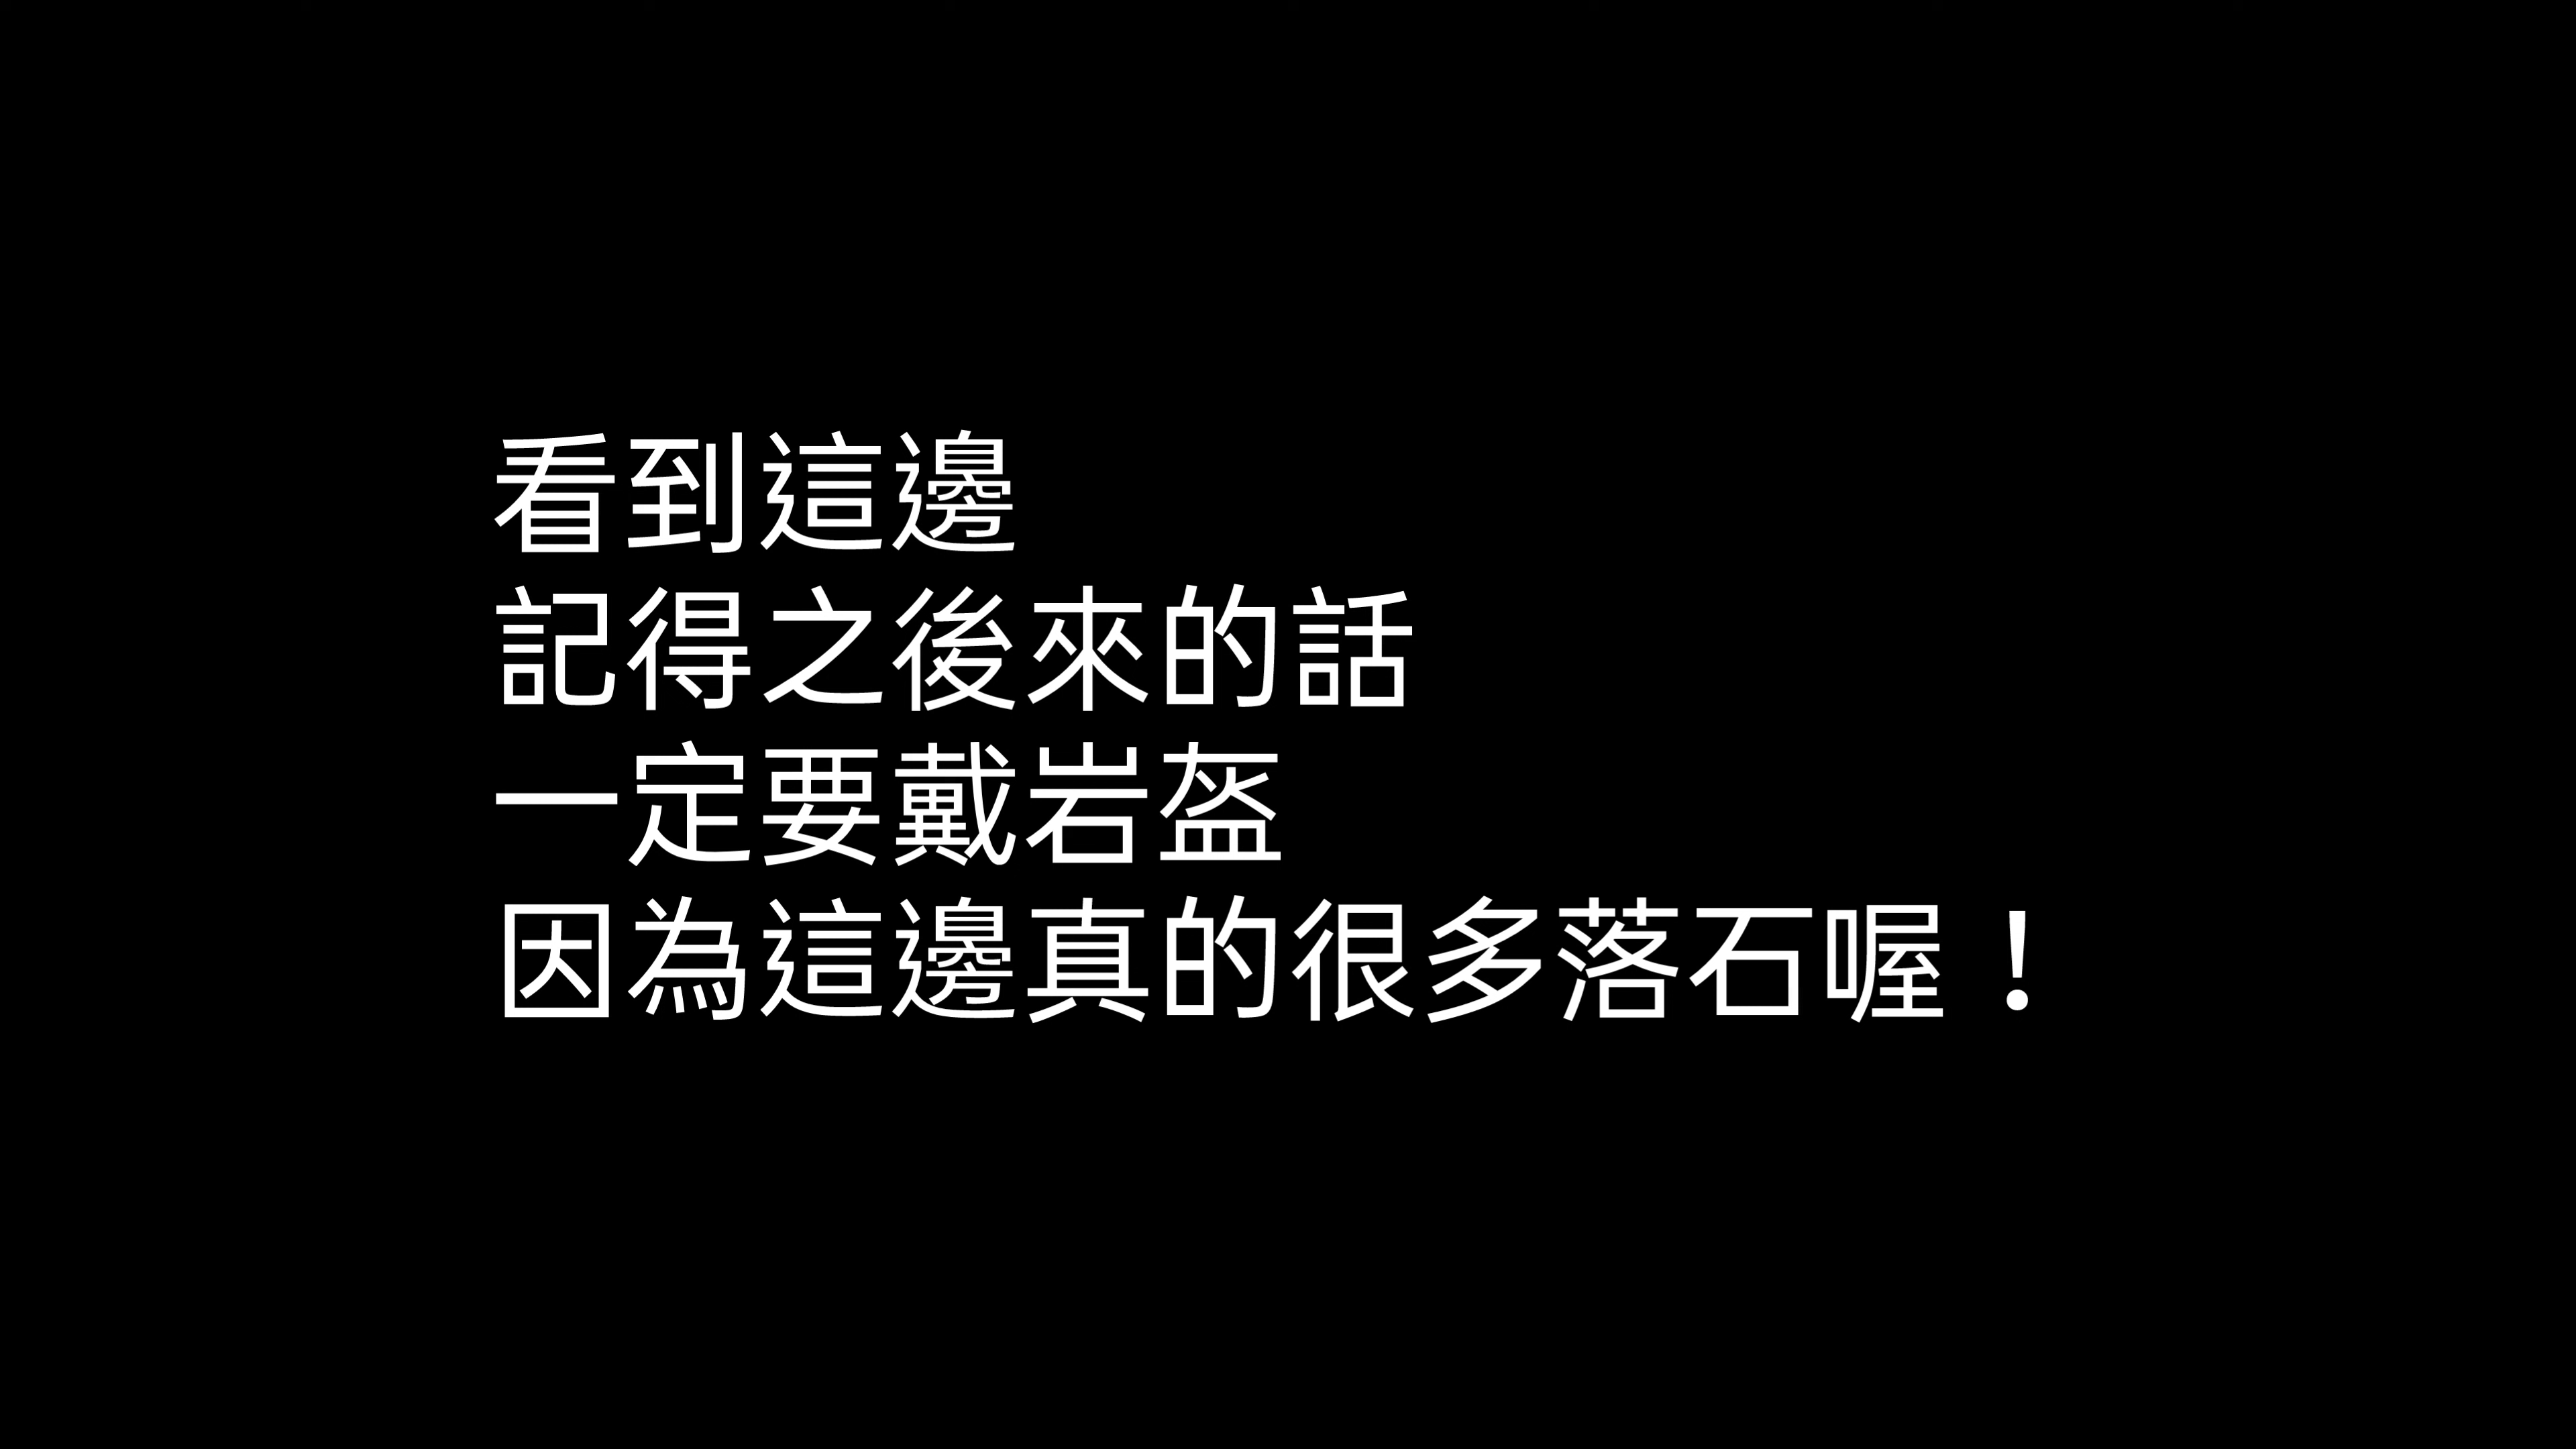 看到這邊
記得之後來的話
一定要戴岩盔
因為這邊真的很多落石喔！